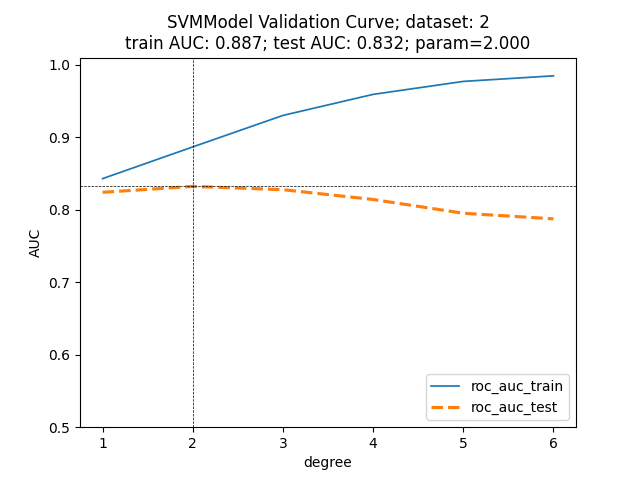 SVMModel Validation Curve; dataset: 2
train AUC: 0.887; test AUC: 0.832; param=2.000
1.0
0.9
0.8
0.7
0.6
0.5
AUC
1 2 3 4 5 6
degree
roc_auc_train
roc_auc_test